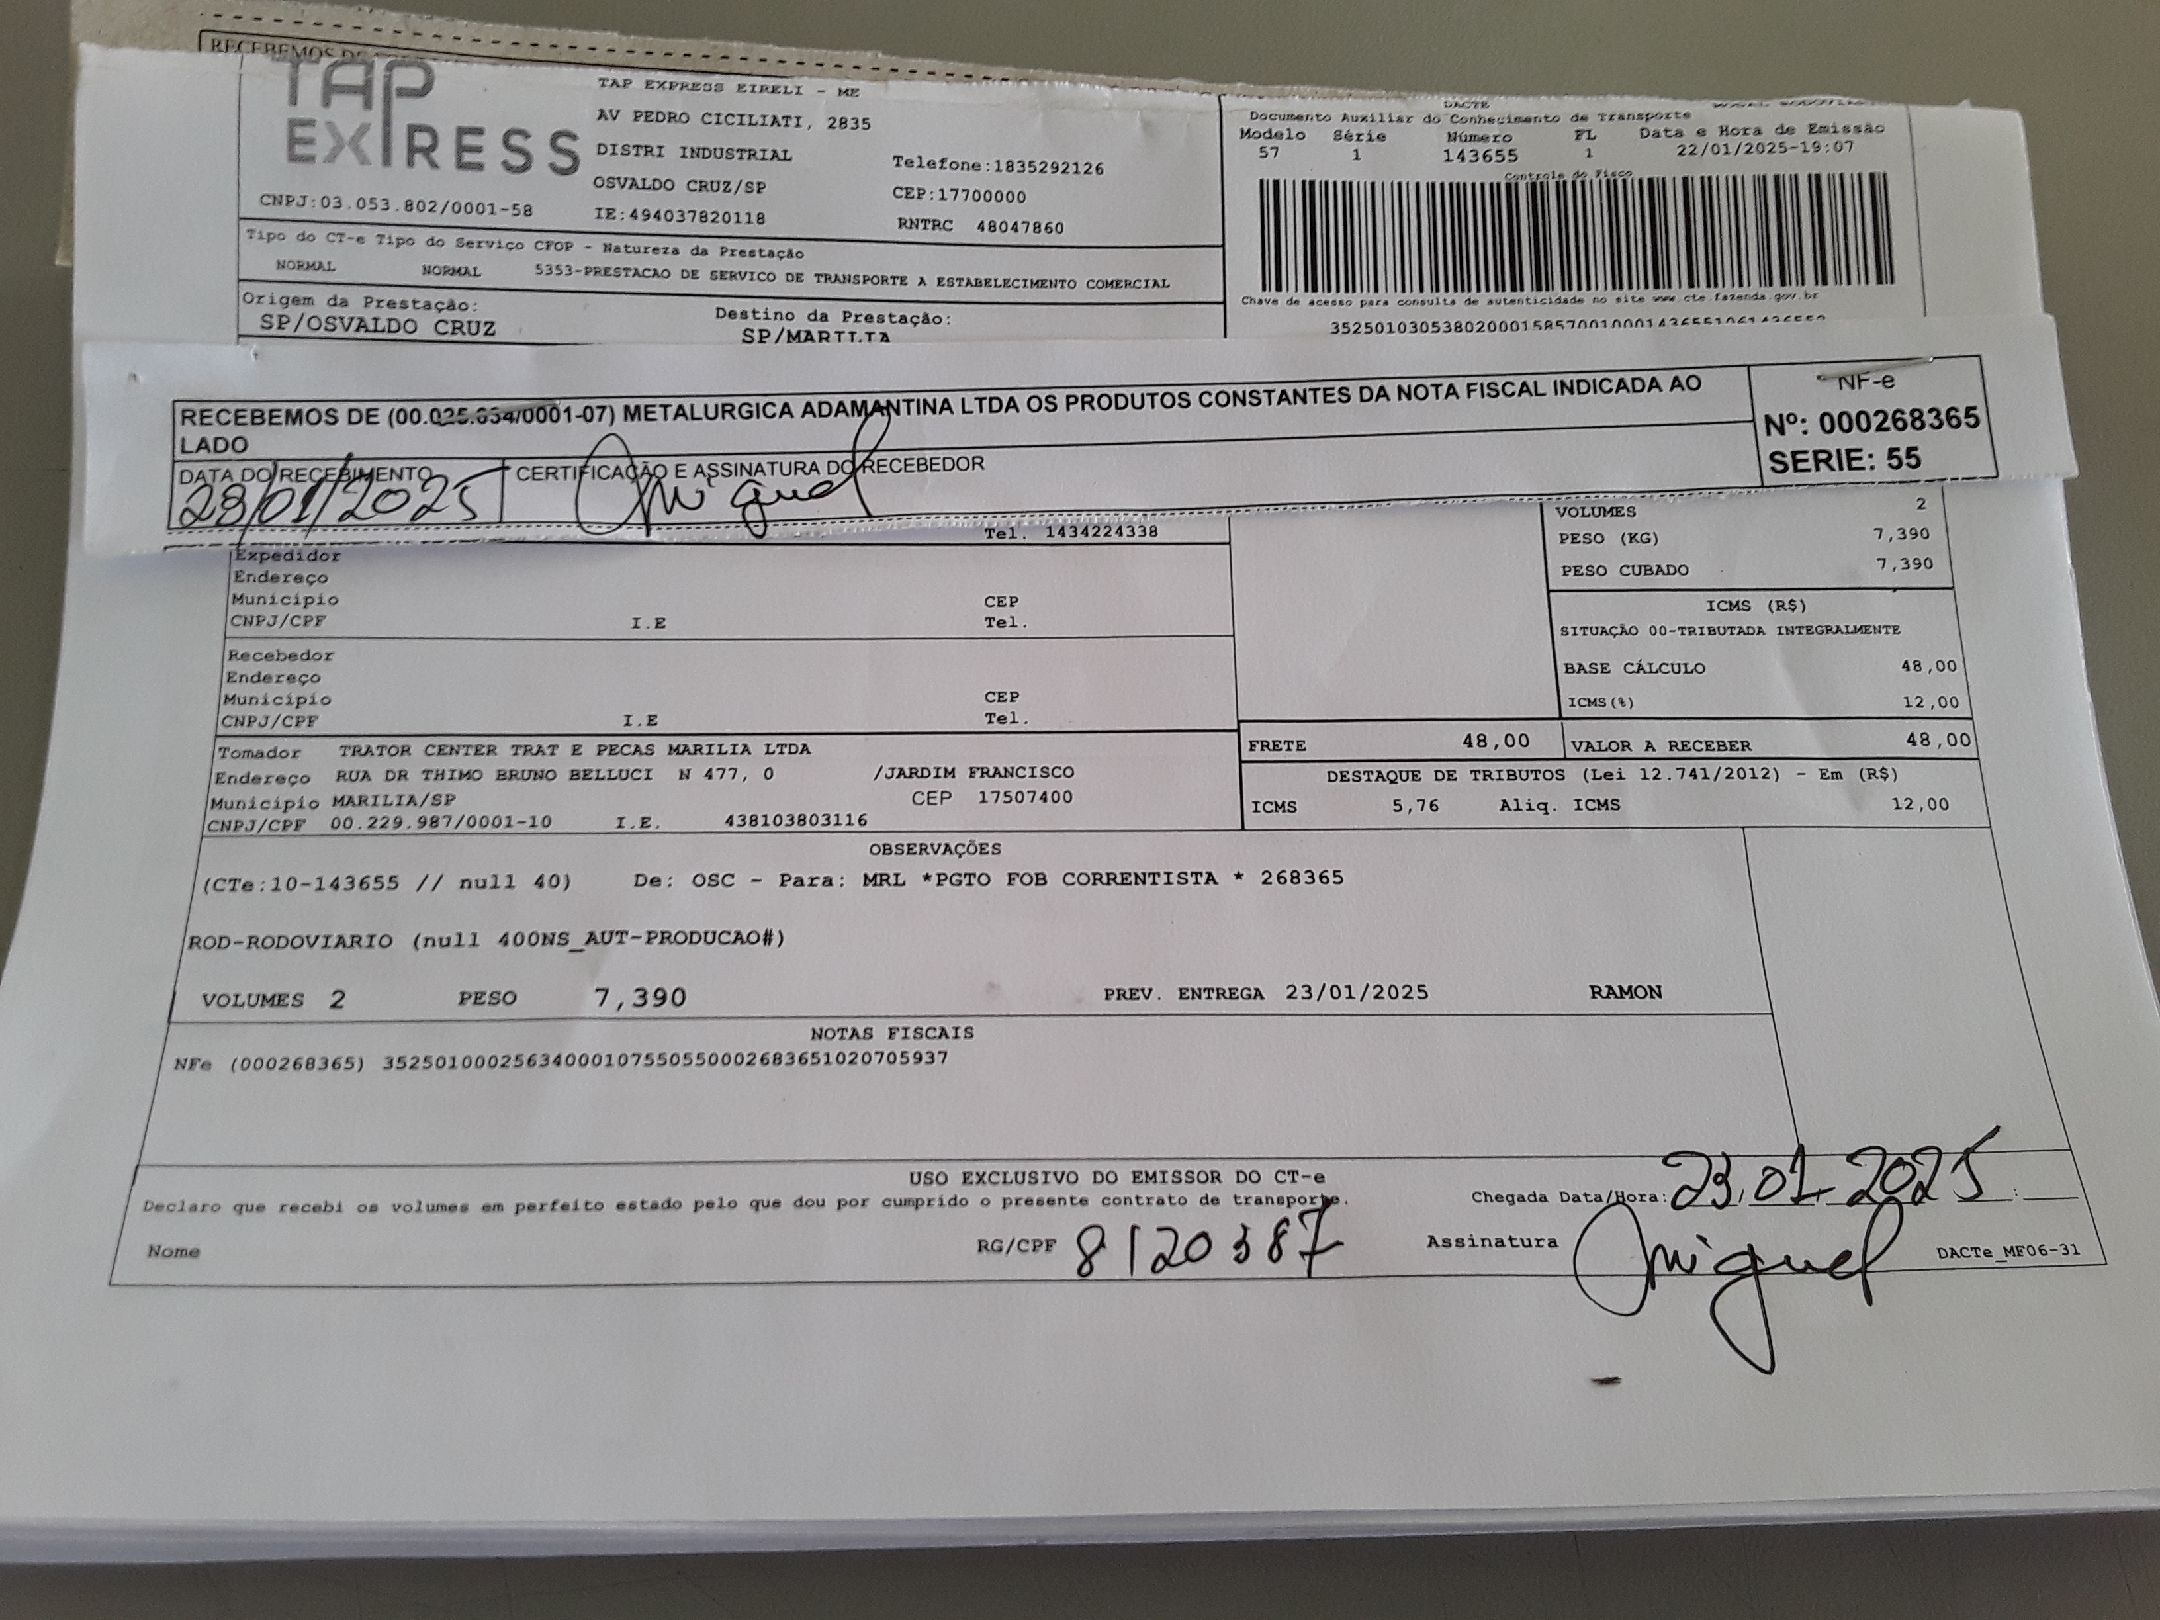 RECEBEMOS DE
TAP EXPRESS
TAP EXPRESS EIRELI - ME
AV PEDRO CICILIATI, 2835
DISTRI INDUSTRIAL
Telefone:1835292126
OSVALDO CRUZ/SP
CEP:17700000
CNPJ:03.053.802/0001-58
IE:494037820118
RNTRC 48047860
DACTE
Documento Auxiliar do Conhecimento de Transporte
Modelo Série Número FL Data e Hora de Emissão
57 1 143655 1 22/01/2025-19:07
Controle do Fisco
Tipo do CT-e Tipo do Serviço CFOP - Natureza da Prestação
NORMAL NORMAL 5353-PRESTACAO DE SERVICO DE TRANSPORTE A ESTABELECIMENTO COMERCIAL
Chave de acesso para consulta de autenticidade no site www.cte.fazenda.gov.br
Origem da Prestação: Destino da Prestação:
SP/OSVALDO CRUZ SP/MARILIA
RECEBEMOS DE (00.025.634/0001-07) METALURGICA ADAMANTINA LTDA OS PRODUTOS CONSTANTES DA NOTA FISCAL INDICADA AO
LADO
NF-e
Nº: 000268365
SERIE: 55
DATA DO RECEBIMENTO CERTIFICAÇÃO E ASSINATURA DO RECEBEDOR
23/01/2025 Miguel
Tel. 1434224338
VOLUMES 2
PESO (KG) 7,390
PESO CUBADO 7,390
Expedidor
Endereço
Município CEP
CNPJ/CPF I.E Tel.
ICMS (R$)
SITUAÇÃO 00-TRIBUTADA INTEGRALMENTE
BASE CÁLCULO 48,00
ICMS(%) 12,00
Recebedor
Endereço
Município CEP
CNPJ/CPF I.E Tel.
Tomador TRATOR CENTER TRAT E PECAS MARILIA LTDA
Endereço RUA DR THIMO BRUNO BELLUCI N 477, 0 /JARDIM FRANCISCO
Município MARILIA/SP CEP 17507400
CNPJ/CPF 00.229.987/0001-10 I.E. 438103803116
FRETE 48,00 VALOR A RECEBER 48,00
DESTAQUE DE TRIBUTOS (Lei 12.741/2012) - Em (R$)
ICMS 5,76 Aliq. ICMS 12,00
OBSERVAÇÕES
(CTe:10-143655 // null 40) De: OSC - Para: MRL *PGTO FOB CORRENTISTA * 268365
ROD-RODOVIARIO (null 400NS_AUT-PRODUCAO#)
VOLUMES 2 PESO 7,390 PREV. ENTREGA 23/01/2025 RAMON
NOTAS FISCAIS
NFe (000268365) 35250100025634000107550550002683651020705937
USO EXCLUSIVO DO EMISSOR DO CT-e
Declaro que recebi os volumes em perfeito estado pelo que dou por cumprido o presente contrato de transporte.
Chegada Data/Hora: 23.01.2025 :
Nome RG/CPF 8120387 Assinatura Miguel
DACTe_MF06-31